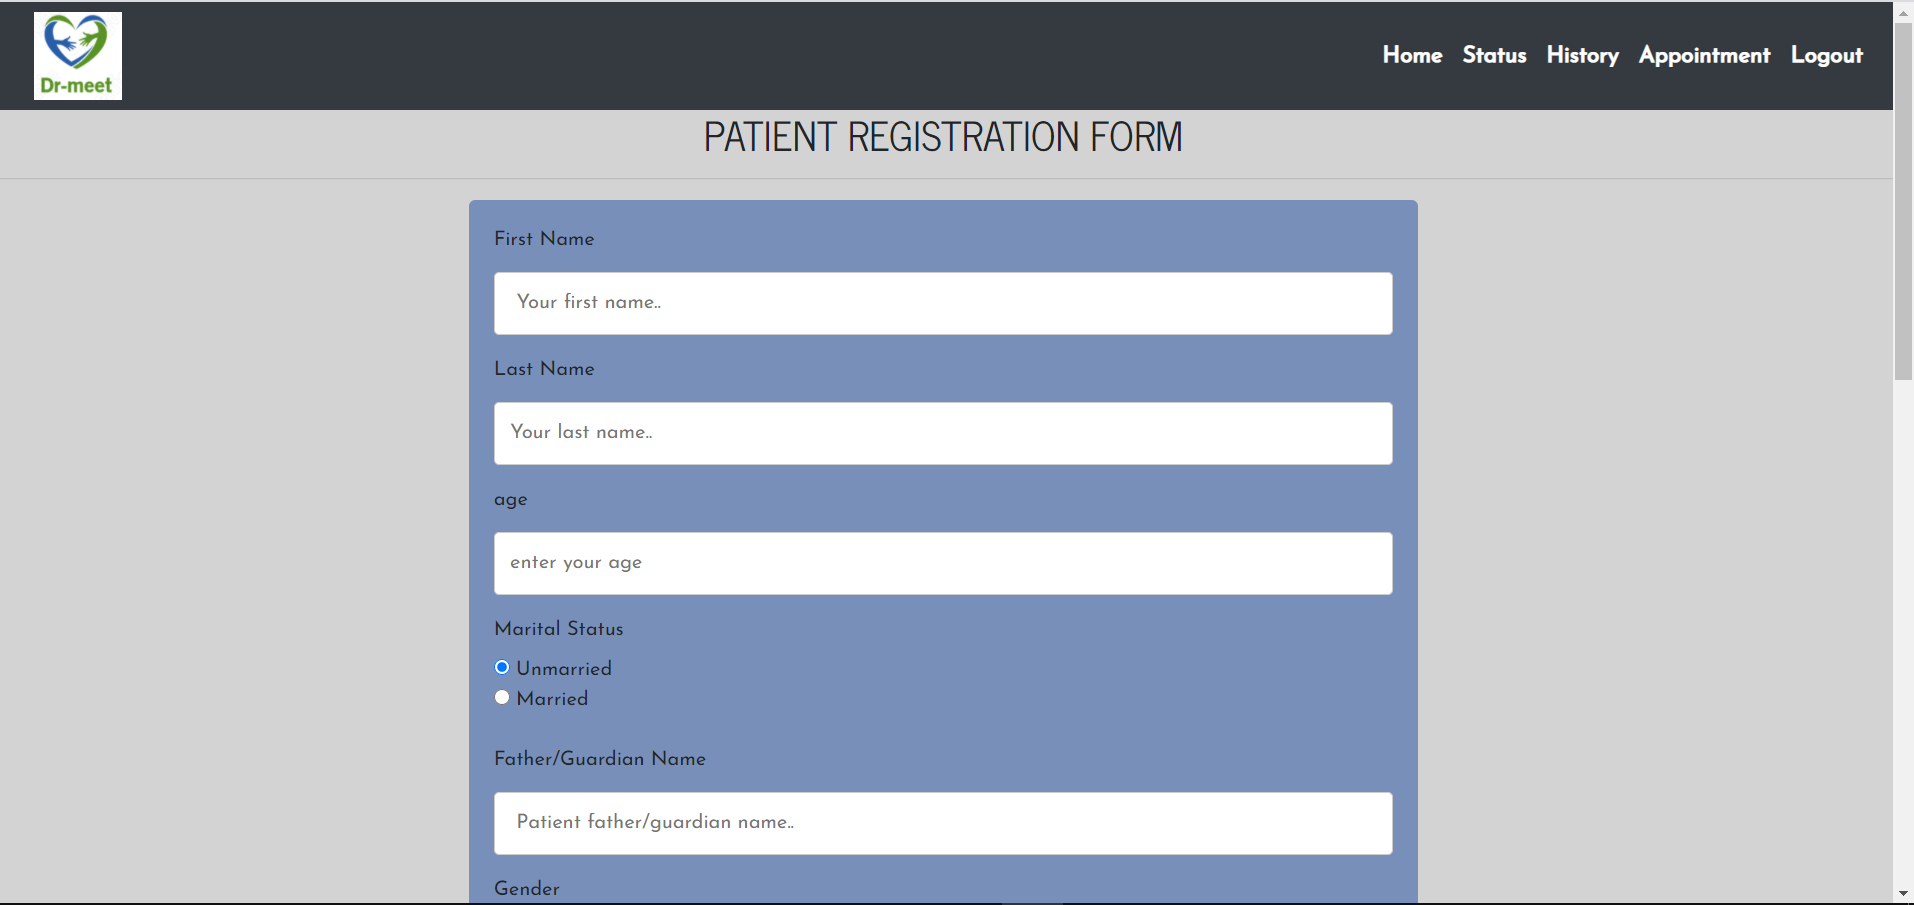 Dr-meet
Home Status History Appointment Logout
PATIENT REGISTRATION FORM
First Name
Your first name..
Last Name
Your last name..
age
enter your age
Marital Status
Unmarried
Married
Father/Guardian Name
Patient father/guardian name..
Gender